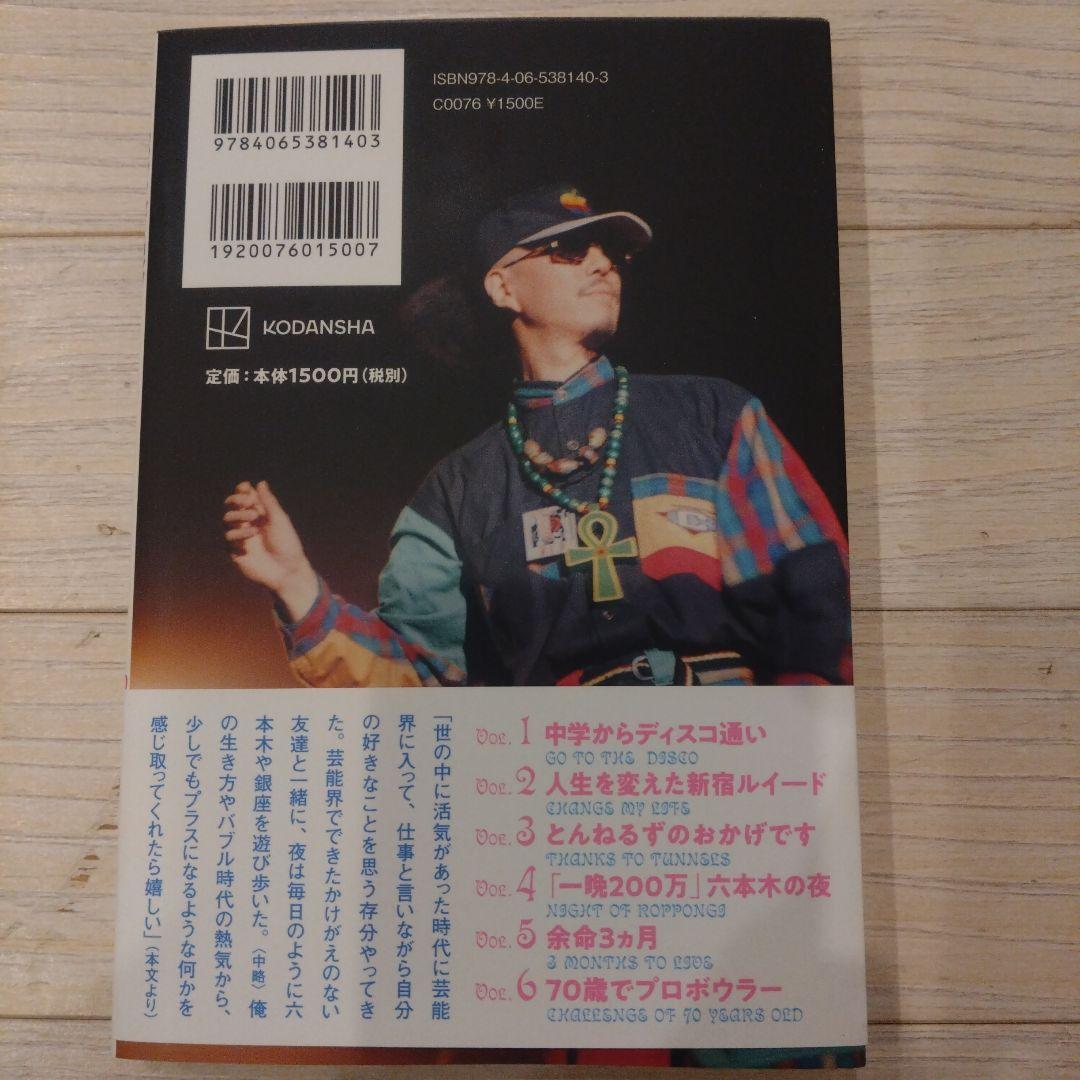 ISBN978-4-06-538140-3
C0076 ¥1500E
9784065381403
1920076015007
KODANSHA
定価：本体1500円（税別）
「世の中に活気があった時代に芸能
界に入って、仕事と言いながら自分
の好きなことを思う存分やってき
た。芸能界でできたかけがえのない
友達と一緒に、夜は毎日のように六
本木や銀座を遊び歩いた。〈中略〉俺
の生き方やバブル時代の熱気から、
少しでもプラスになるような何かを
感じ取ってくれたら嬉しい」（本文より）
Vol. 1 中学からディスコ通い
GO TO THE DISCO
Vol. 2 人生を変えた新宿ルイード
CHANGE MY LIFE
Vol. 3 とんねるずのおかげです
THANKS TO TUNNELS
Vol. 4 「一晩200万」六本木の夜
NIGHT OF ROPPONGI
Vol. 5 余命3ヵ月
3 MONTHS TO LIVE
Vol. 6 70歳でプロボウラー
CHALLENGE OF 70 YEARS OLD